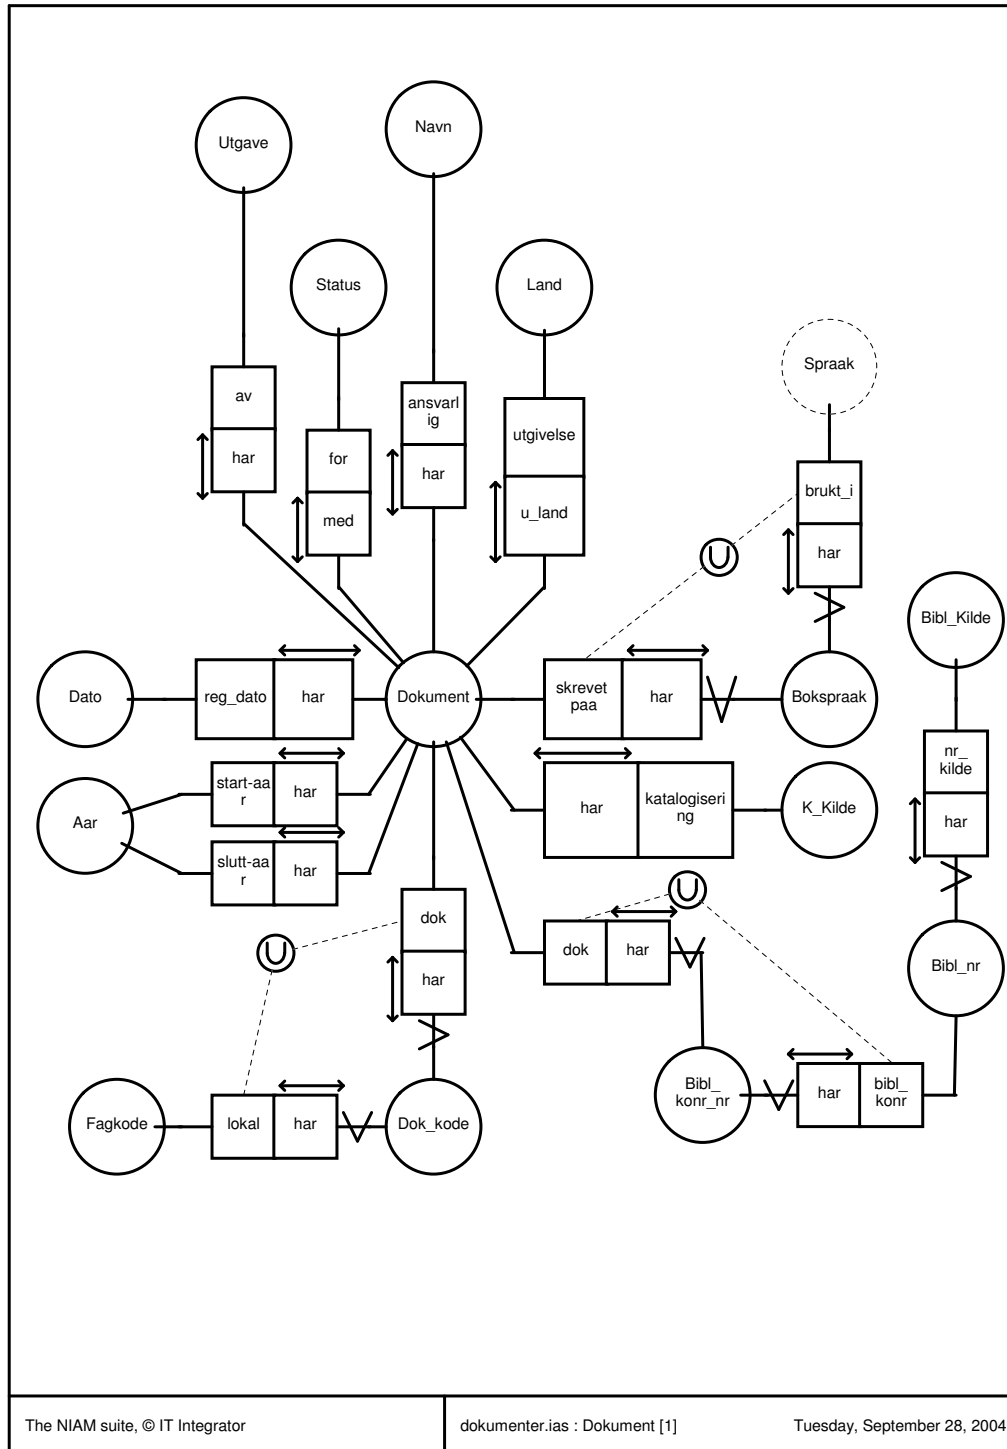 Navn
Utgave
Status
Land
Spraak
av
har
for
med
ansvarl
ig
har
utgivelse
u_land
brukt_i
har
Bibl_Kilde
Dato
reg_dato
har
Dokument
skrevet
paa
har
Bokspraak
nr_
kilde
har
Aar
start-aa
r
har
slutt-aa
r
har
har
katalogiseri
ng
K_Kilde
U
U
U
dok
har
dok
har
Bibl_nr
Fagkode
lokal
har
Dok_kode
Bibl_
konr_nr
har
bibl_
konr
The NIAM suite, © IT Integrator
dokumenter.ias : Dokument [1]
Tuesday, September 28, 2004